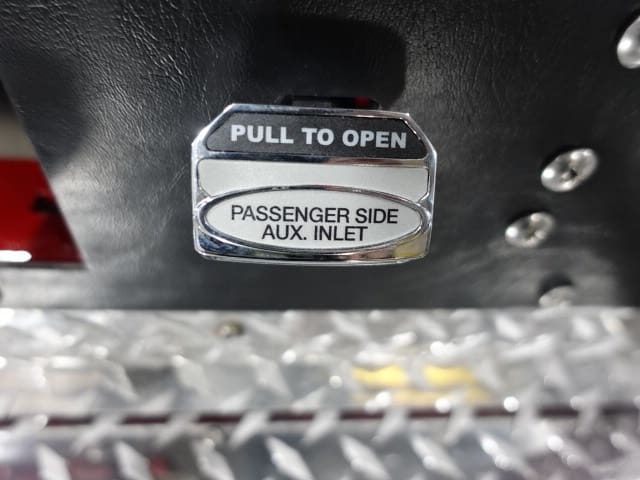 PULL TO OPEN
PASSENGER SIDE
AUX. INLET